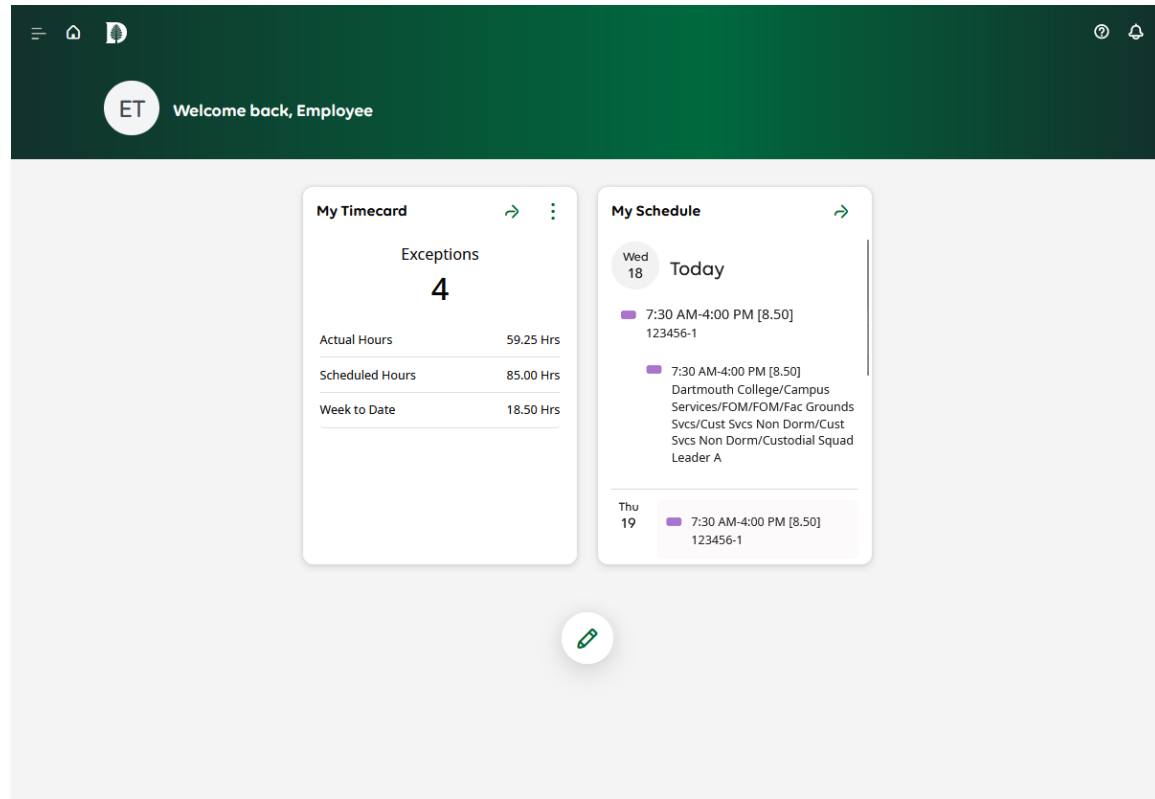 D
ET
Welcome back, Employee
My Timecard
Exceptions
4
Actual Hours 59.25 Hrs
Scheduled Hours 85.00 Hrs
Week to Date 18.50 Hrs
My Schedule
Wed
18
Today
7:30 AM-4:00 PM [8.50]
123456-1
7:30 AM-4:00 PM [8.50]
Dartmouth College/Campus
Services/FOM/FOM/Fac Grounds
Svcs/Cust Svcs Non Dorm/Cust
Svcs Non Dorm/Custodial Squad
Leader A
Thu
19
7:30 AM-4:00 PM [8.50]
123456-1